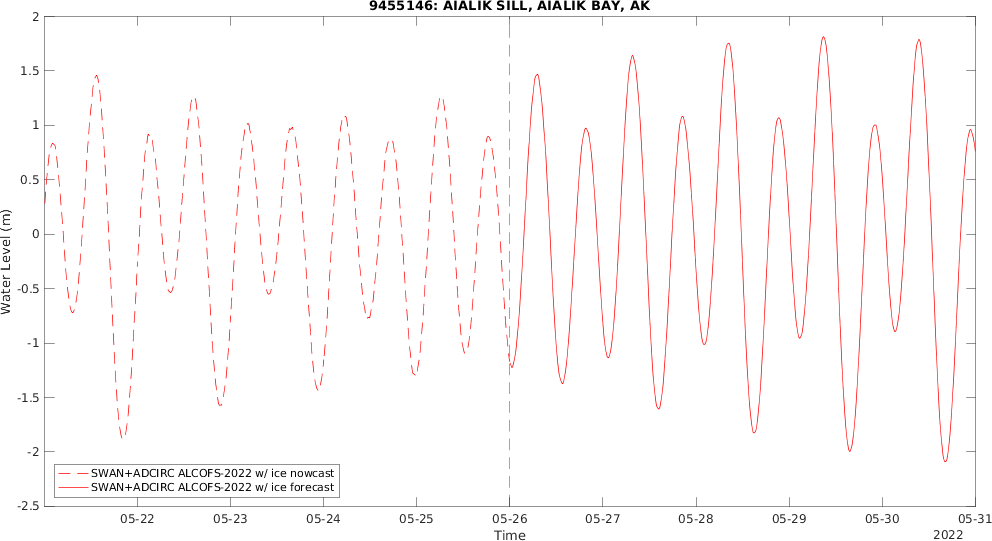 9455146: AIALIK SILL, AIALIK BAY, AK
2
1.5
1
0.5
0
-0.5
-1
-1.5
-2
-2.5
Water Level (m)
SWAN+ADCIRC ALCOFS-2022 w/ ice nowcast
SWAN+ADCIRC ALCOFS-2022 w/ ice forecast
05-22 05-23 05-24 05-25 05-26 05-27 05-28 05-29 05-30 05-31
Time
2022